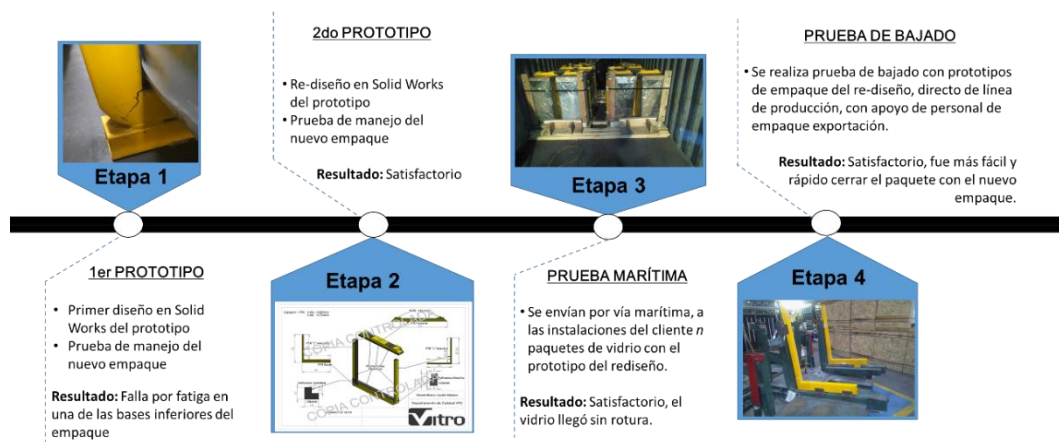 Etapa 1
1er PROTOTIPO
• Primer diseño en Solid
Works del prototipo
• Prueba de manejo del
nuevo empaque
Resultado: Falla por fatiga en
una de las bases inferiores del
empaque
2do PROTOTIPO
• Re-diseño en Solid Works
del prototipo
• Prueba de manejo del
nuevo empaque
Resultado: Satisfactorio
Etapa 2
COPIA CONTROLADA
COPIA CONTROLADA
Vitro
Etapa 3
PRUEBA MARÍTIMA
• Se envían por vía marítima, a
las instalaciones del cliente n
paquetes de vidrio con el
prototipo del rediseño.
Resultado: Satisfactorio, el
vidrio llegó sin rotura.
PRUEBA DE BAJADO
• Se realiza prueba de bajado con prototipos
de empaque del re-diseño, directo de línea
de producción, con apoyo de personal de
empaque exportación.
Resultado: Satisfactorio, fue más fácil y
rápido cerrar el paquete con el nuevo
empaque.
Etapa 4